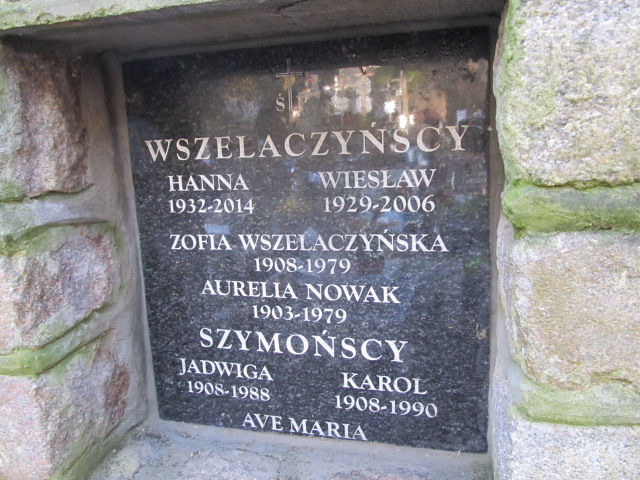 Ś P
WSZELACZYŃSCY
HANNA WIESŁAW
1932-2014 1929-2006
ZOFIA WSZELACZYŃSKA
1908-1979
AURELIA NOWAK
1903-1979
SZYMOŃSCY
JADWIGA KAROL
1908-1988 1908-1990
AVE MARIA